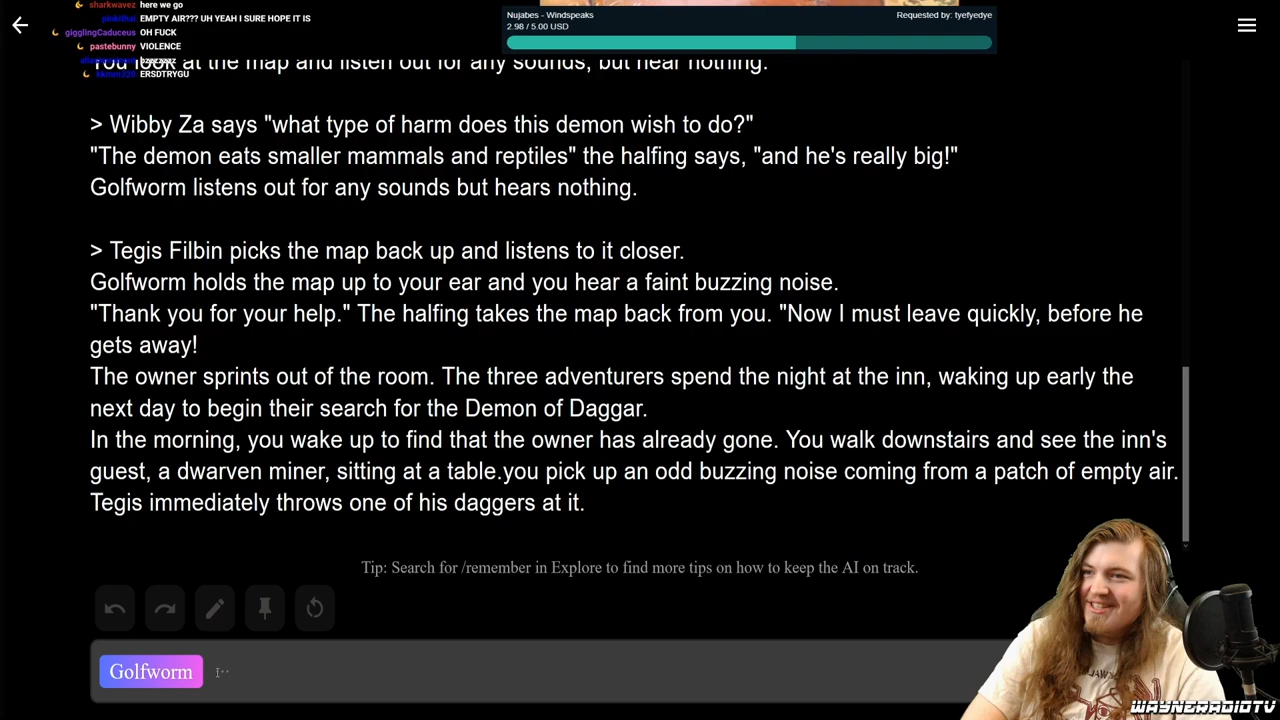 sharkwavez here we go
pinkithai EMPTY AIR??? UH YEAH I SURE HOPE IT IS
gigglingCaduceus OH FUCK
pastebunny VIOLENCE
bzzzzzzz
kkmm220 ERSDTRYGU
Nujabes - Windspeaks
Requested by: tyefyedye
2.98 / 5.00 USD
You look at the map and listen out for any sounds, but hear nothing.
> Wibby Za says "what type of harm does this demon wish to do?"
"The demon eats smaller mammals and reptiles" the halfing says, "and he's really big!"
Golfworm listens out for any sounds but hears nothing.
> Tegis Filbin picks the map back up and listens to it closer.
Golfworm holds the map up to your ear and you hear a faint buzzing noise.
"Thank you for your help." The halfing takes the map back from you. "Now I must leave quickly, before he
gets away!
The owner sprints out of the room. The three adventurers spend the night at the inn, waking up early the
next day to begin their search for the Demon of Daggar.
In the morning, you wake up to find that the owner has already gone. You walk downstairs and see the inn's
guest, a dwarven miner, sitting at a table.you pick up an odd buzzing noise coming from a patch of empty air.
Tegis immediately throws one of his daggers at it.
Tip: Search for /remember in Explore to find more tips on how to keep the AI on track.
Golfworm
WAYNERADIOTV